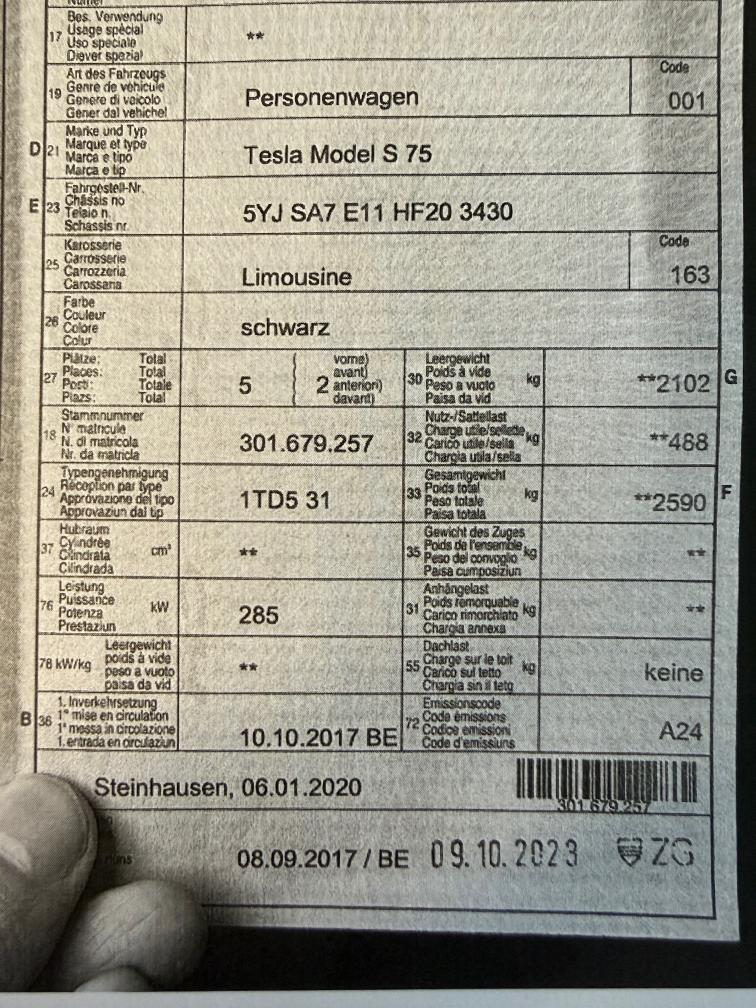 Numer
17
Bes. Verwendung
Usage spécial
Uso speciale
Diever spezial
**
19
Art des Fahrzeugs
Genre de véhicule
Genere di veicolo
Gener dal vehichel
Personenwagen
Code
001
D
21
Marke und Typ
Marque et type
Marca e tipo
Marca e tip
Tesla Model S 75
E
23
Fahrgestell-Nr.
Châssis no
Telaio n.
Schassis nr.
5YJ SA7 E11 HF20 3430
25
Karosserie
Carrosserie
Carrozzeria
Carossaria
Limousine
Code
163
26
Farbe
Couleur
Colore
Colur
schwarz
27
Plätze: Total
Places: Total
Posti: Totale
Plazs: Total
5
( 2
vorne)
avant)
anteriori)
davant)
30
Leergewicht
Poids à vide
Peso a vuoto
Paisa da vid
kg
**2102
G
18
Stammnummer
N° matricule
N. di matricola
Nr. da matricla
301.679.257
32
Nutz-/Sattellast
Charge utile/sellette
Carico utile/sella
Chargia utila/sella
kg
**488
24
Typengenehmigung
Réception par type
Approvazione del tipo
Approvaziun dal tip
1TD5 31
33
Gesamtgewicht
Poids total
Peso totale
Paisa totala
kg
**2590
F
37
Hubraum
Cylindrée
Cilindrata
Cilindrada
cm³
**
35
Gewicht des Zuges
Poids de l'ensemble
Peso del convoglio
Paisa cumposiziun
kg
**
76
Leistung
Puissance
Potenza
Prestaziun
kW
285
31
Anhängelast
Poids remorquable
Carico rimorchiato
Chargia annexa
kg
**
78 kW/kg
Leergewicht
poids à vide
peso a vuoto
paisa da vid
**
55
Dachlast
Charge sur le toit
Carico sul tetto
Chargia sin il tetg
kg
keine
B
36
1. Inverkehrsetzung
1re mise en circulation
1a messa in circolazione
1. entrada en circulaziun
10.10.2017 BE
72
Emissionscode
Code émissions
Codice emissioni
Code d'emissiuns
A24
Steinhausen, 06.01.2020
301 679 257
08.09.2017 / BE 09.10.2023 ZG